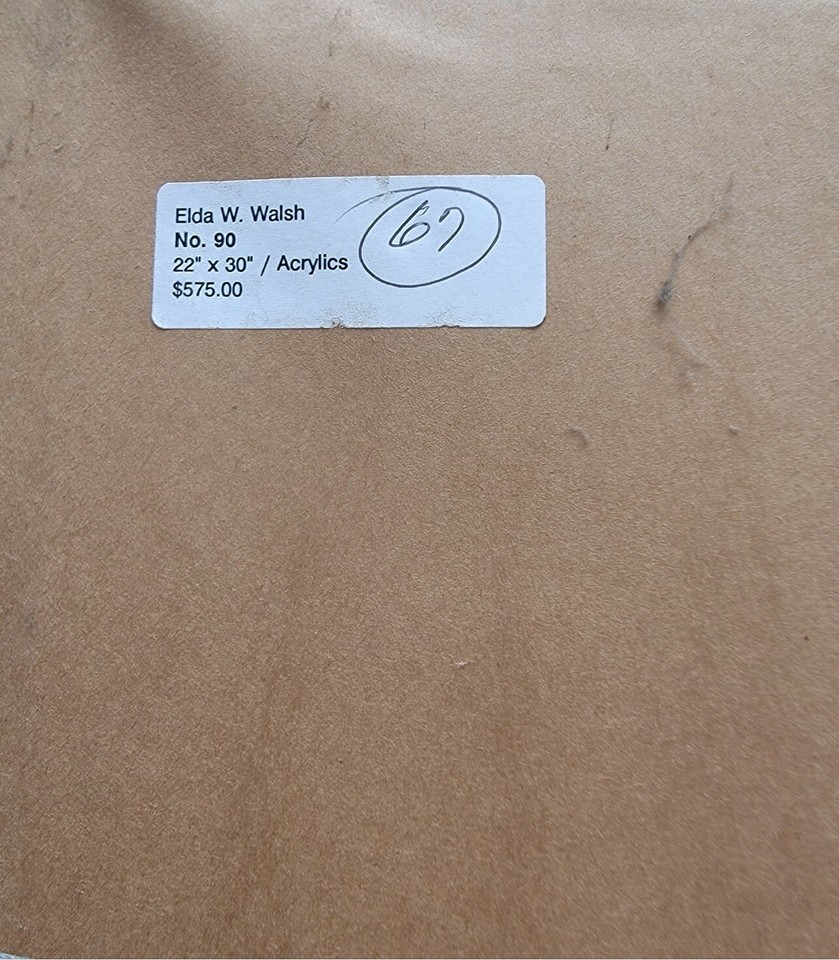 Elda W. Walsh
No. 90
22" x 30" / Acrylics
$575.00
67